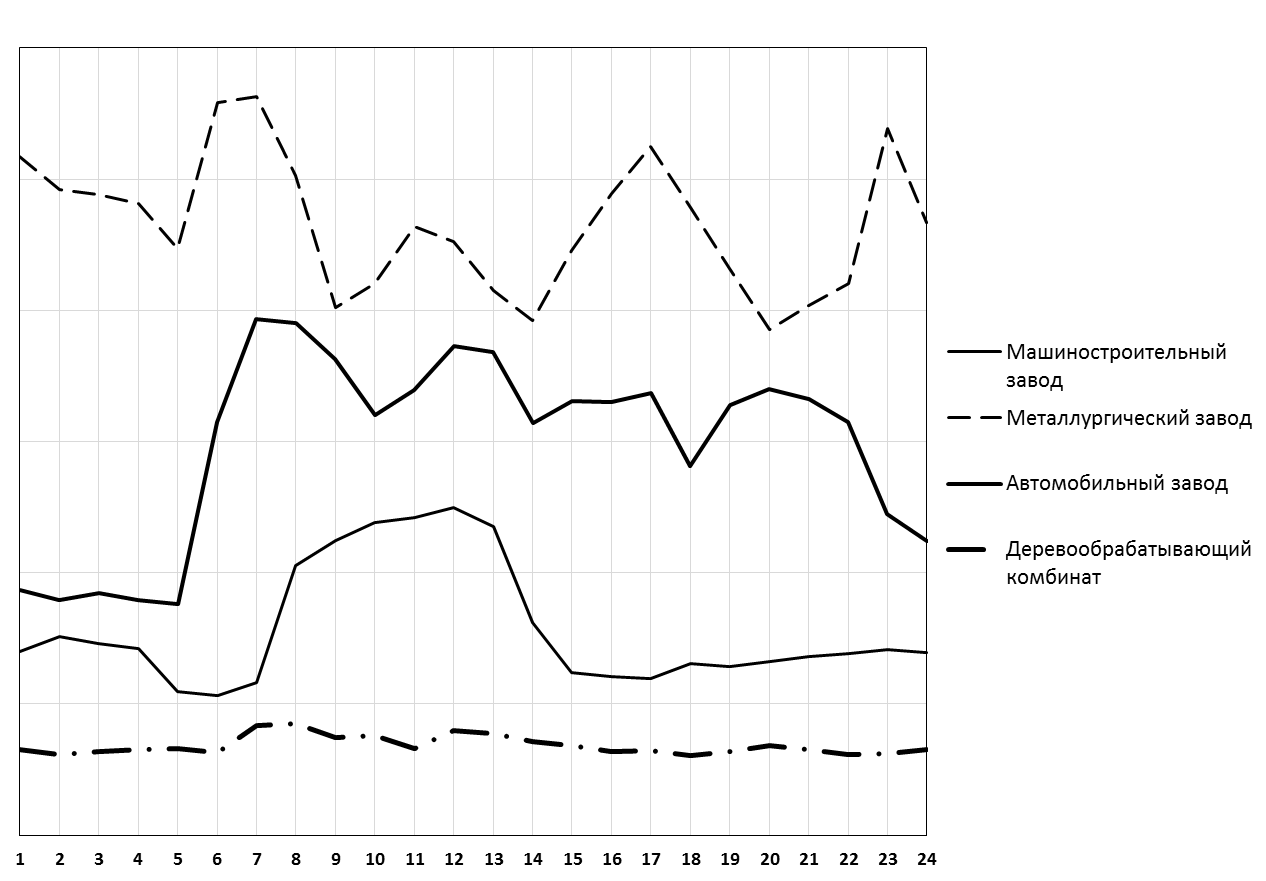 Машиностроительный
завод
Металлургический завод
Автомобильный завод
Деревообрабатывающий
комбинат
1 2 3 4 5 6 7 8 9 10 11 12 13 14 15 16 17 18 19 20 21 22 23 24